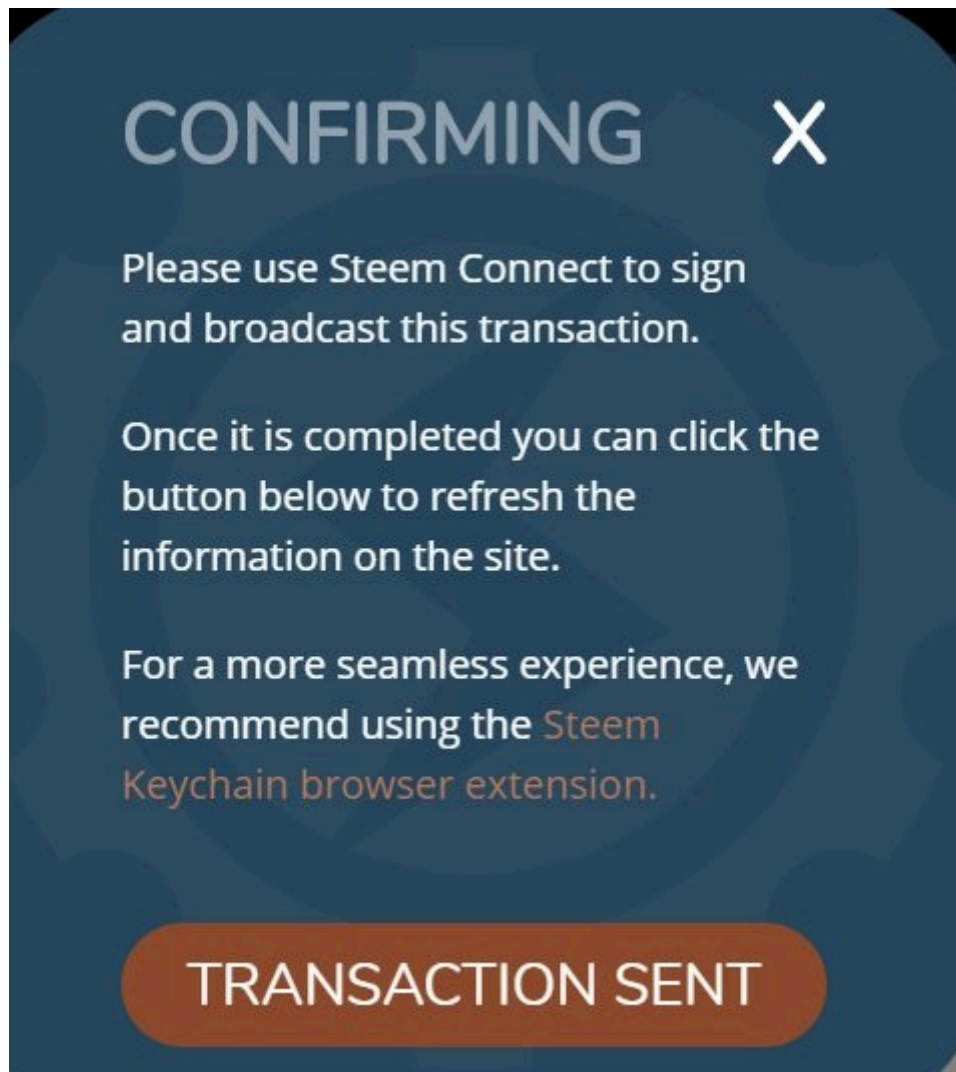 CONFIRMING X
Please use Steem Connect to sign
and broadcast this transaction.
Once it is completed you can click the
button below to refresh the
information on the site.
For a more seamless experience, we
recommend using the Steem
Keychain browser extension.
TRANSACTION SENT